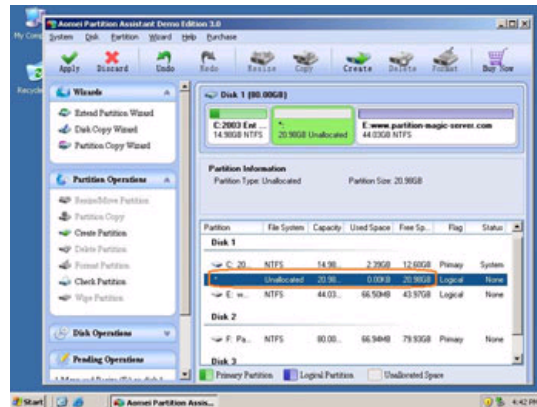 Aomei Partition Assistant Demo Edition 3.0
My Comp
System Disk Partition Wizard Help Purchase
Apply Discard Undo Redo Resize Copy Create Delete Format Buy Now
Recycle
Wizards
Extend Partition Wizard
Disk Copy Wizard
Partition Copy Wizard
Partition Operations
Resize/Move Partition
Partition Copy
Create Partition
Delete Partition
Format Partition
Check Partition
Wipe Partition
Disk Operations
Pending Operations
Disk 1 (80.00GB)
C:2003 Ent ...
14.98GB NTFS
*:
20.98GB Unallocated
E:www.partition-magic-server.com
44.03GB NTFS
Partition Information
Partition Type: Unallocated Partition Size: 20.98GB
Partition File System Capacity Used Space Free Sp... Flag Status
Disk 1
C: 20... NTFS 14.98... 2.39GB 12.60GB Primary System
* Unallocated 20.98... 0.00KB 20.98GB Logical None
E: w... NTFS 44.03... 66.50MB 43.97GB Logical None
Disk 2
F: Pa... NTFS 80.00... 66.94MB 79.93GB Primary None
Disk 3
Primary Partition Logical Partition Unallocated Space
Start Aomei Partition Assis... 4:42 PM